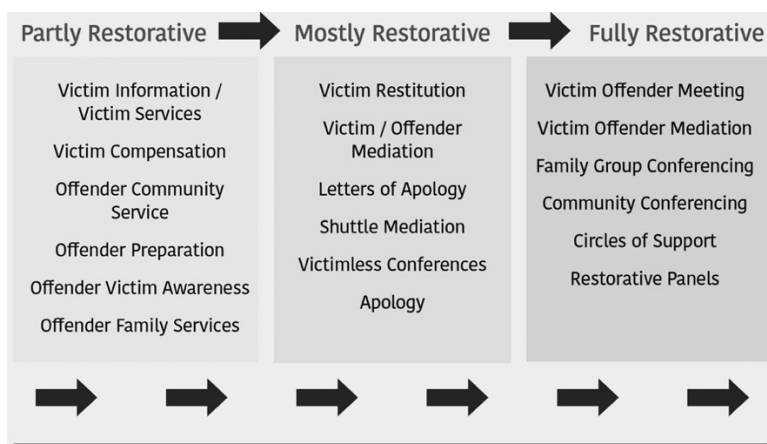 Partly Restorative
Mostly Restorative
Fully Restorative
Victim Information /
Victim Services
Victim Compensation
Offender Community
Service
Offender Preparation
Offender Victim Awareness
Offender Family Services
Victim Restitution
Victim / Offender
Mediation
Letters of Apology
Shuttle Mediation
Victimless Conferences
Apology
Victim Offender Meeting
Victim Offender Mediation
Family Group Conferencing
Community Conferencing
Circles of Support
Restorative Panels